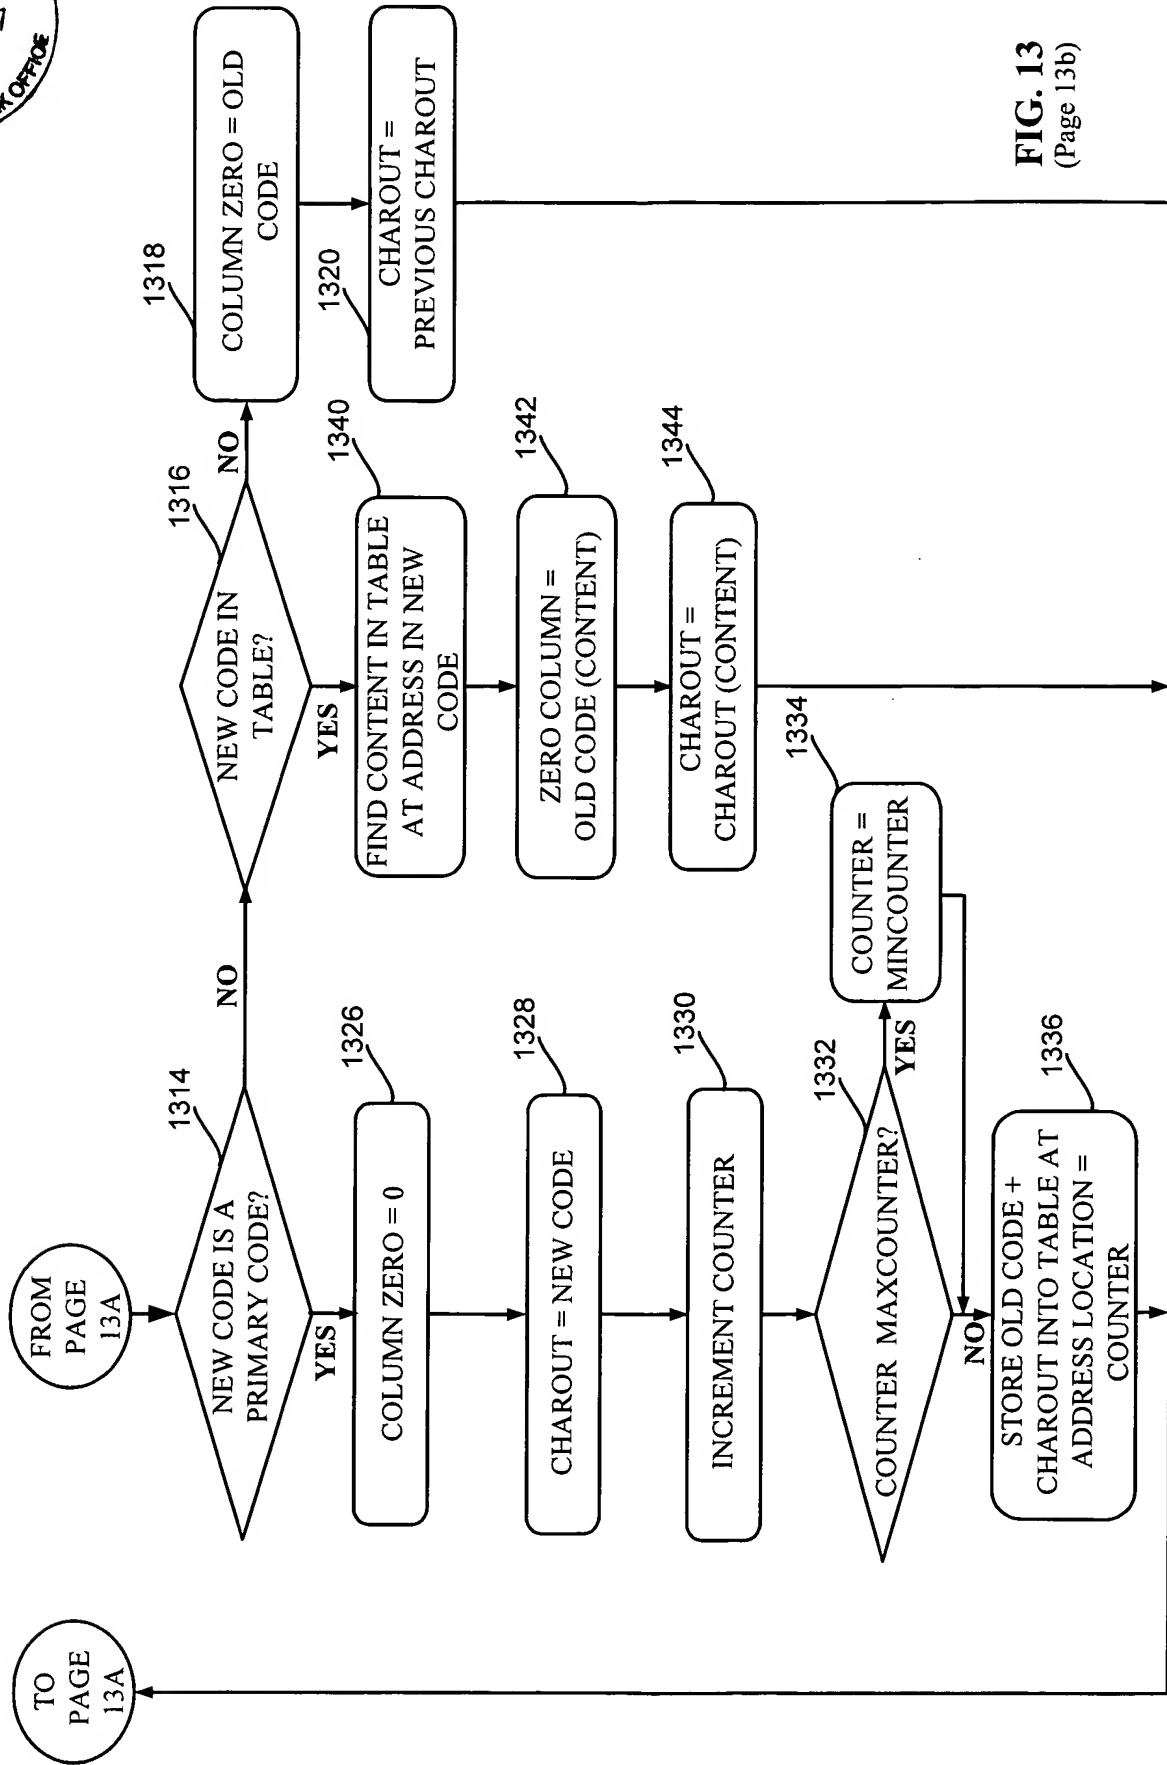 OFFICE
TO
PAGE
13A
FROM
PAGE
13A
1314
NEW CODE IS A
PRIMARY CODE?
NO
YES
1316
NEW CODE IN
TABLE?
NO
YES
1318
COLUMN ZERO = OLD
CODE
1320
CHAROUT =
PREVIOUS CHAROUT
1326
COLUMN ZERO = 0
1328
CHAROUT = NEW CODE
1330
INCREMENT COUNTER
1332
COUNTER MAXCOUNTER?
YES
NO
1334
COUNTER =
MINCOUNTER
1336
STORE OLD CODE +
CHAROUT INTO TABLE AT
ADDRESS LOCATION =
COUNTER
1340
FIND CONTENT IN TABLE
AT ADDRESS IN NEW
CODE
1342
ZERO COLUMN =
OLD CODE (CONTENT)
1344
CHAROUT =
CHAROUT (CONTENT)
FIG. 13
(Page 13b)